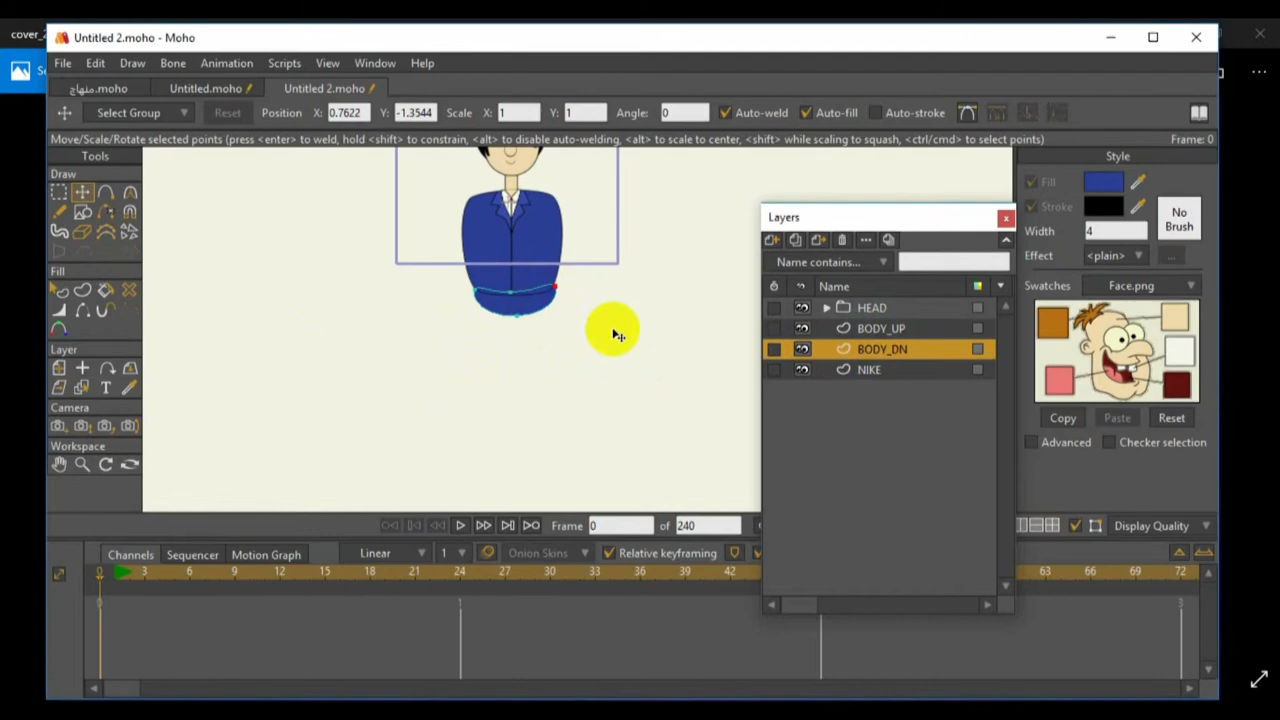 cover_2
Untitled 2.moho - Moho
File Edit Draw Bone Animation Scripts View Window Help
منهاج.moho Untitled.moho Untitled 2.moho
Select Group Reset Position X: 0.7622 Y: -1.3544 Scale X: 1 Y: 1 Angle: 0 Auto-weld Auto-fill Auto-stroke
Move/Scale/Rotate selected points (press <enter> to weld, hold <shift> to constrain, <alt> to disable auto-welding, <alt> to scale to center, <shift> while scaling to squash, <ctrl/cmd> to select points) Frame: 0
Tools
Draw
Fill
Layer
Camera
Workspace
Layers
Name contains...
Name
HEAD
BODY_UP
BODY_DN
NIKE
Style
Fill
Stroke
No Brush
Width 4
Effect <plain> ...
Swatches Face.png
Copy Paste Reset
Advanced Checker selection
Frame 0 of 240 Display Quality
Channels Sequencer Motion Graph Linear 1 Onion Skins Relative keyframing
0 3 6 9 12 15 18 21 24 27 30 33 36 39 42 63 66 69 72
0 1 3